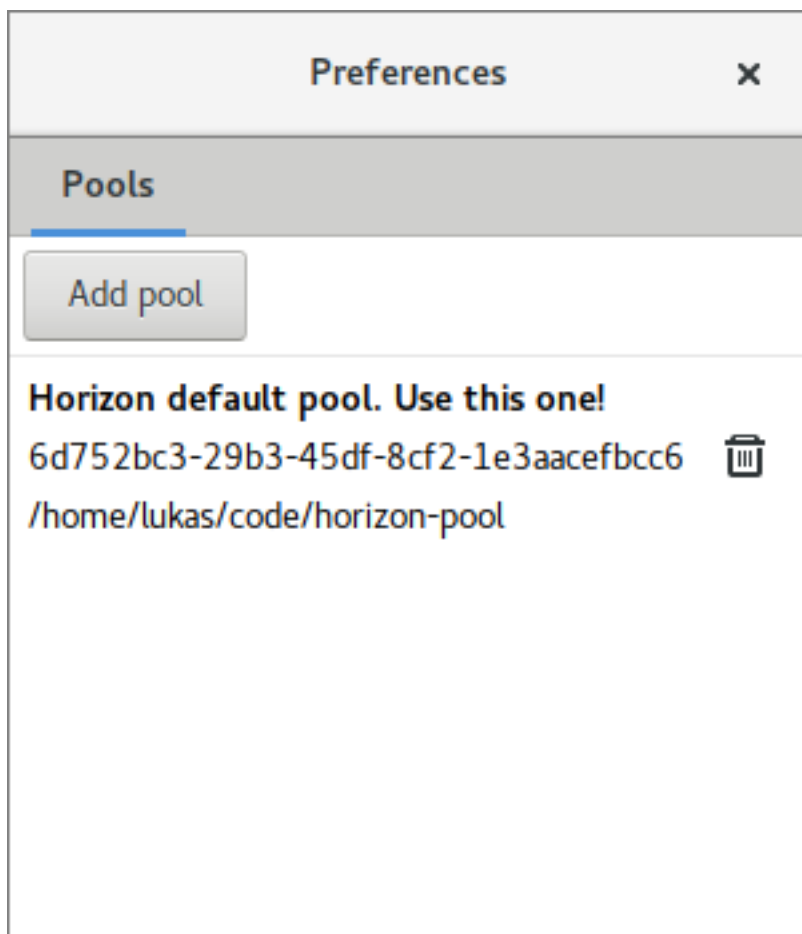 Preferences
Pools
Add pool
Horizon default pool. Use this one!
6d752bc3-29b3-45df-8cf2-1e3aacefbcc6
/home/lukas/code/horizon-pool